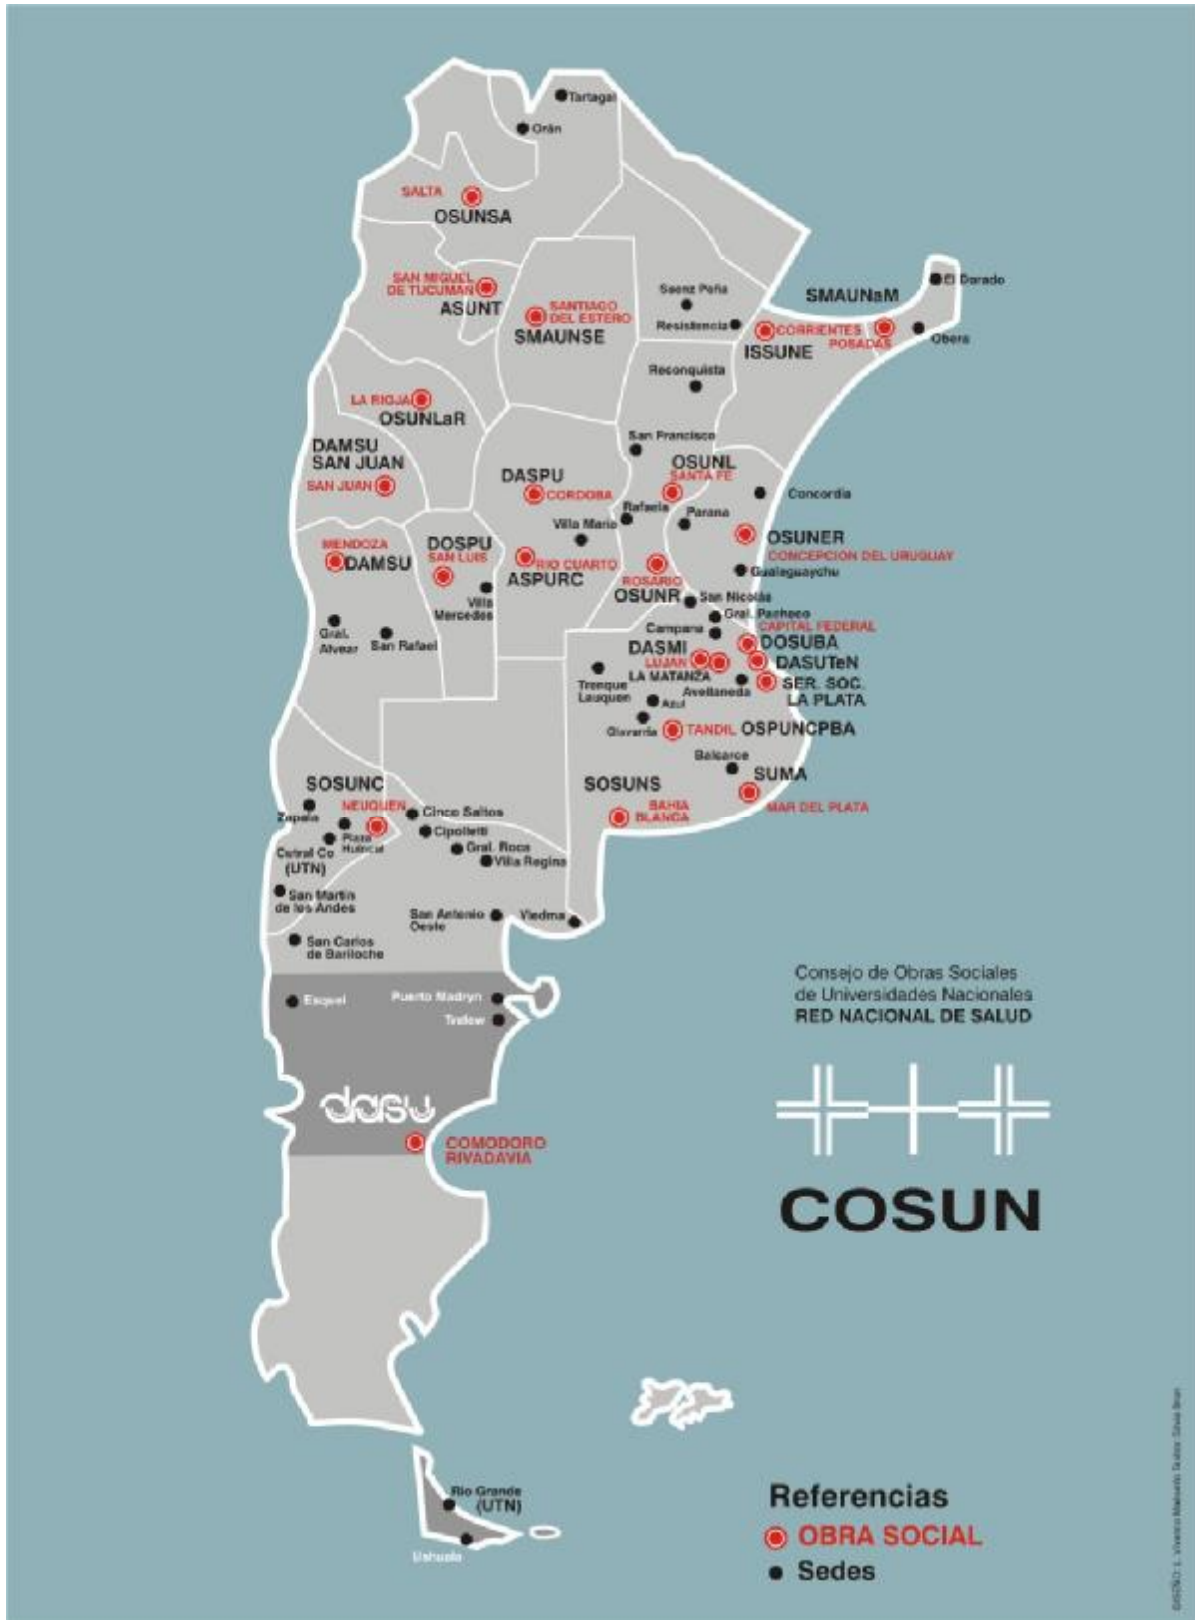 Tartagal
Orán
SALTA
OSUNSA
SAN MIGUEL
DE TUCUMAN
ASUNT
SANTIAGO
DEL ESTERO
SMAUNSE
Saenz Peña
Resistencia
CORRIENTES
ISSUNE
SMAUNaM
POSADAS
El Dorado
Obera
Reconquista
LA RIOJA
OSUNLaR
DAMSU
SAN JUAN
SAN JUAN
San Francisco
OSUNL
SANTA FE
DASPU
CORDOBA
Concordia
Rafaela
Parana
Villa Maria
OSUNER
CONCEPCION DEL URUGUAY
Gualeguaychu
MENDOZA
DAMSU
DOSPU
SAN LUIS
RIO CUARTO
ASPURC
ROSARIO
OSUNR
Villa
Mercedes
San Nicolás
Gral. Pacheco
Campana
CAPITAL FEDERAL
DOSUBA
Gral.
Alvear
San Rafael
DASMI
LUJAN
LA MATANZA
DASUTeN
Avellaneda
SER. SOC.
LA PLATA
Trenque
Lauquen
Azul
Olavarria
TANDIL
OSPUNCPBA
Balcarce
SUMA
MAR DEL PLATA
SOSUNS
BAHIA
BLANCA
SOSUNC
NEUQUEN
Zapala
Plaza
Huincul
Cutral Co
(UTN)
Cinco Saltos
Cipolletti
Gral. Roca
Villa Regina
San Martín
de los Andes
San Antonio
Oeste
Viedma
San Carlos
de Bariloche
Esquel
Puerto Madryn
Trelew
dasu
COMODORO
RIVADAVIA
Consejo de Obras Sociales
de Universidades Nacionales
RED NACIONAL DE SALUD
COSUN
Rio Grande
(UTN)
Ushuaia
Referencias
OBRA SOCIAL
Sedes